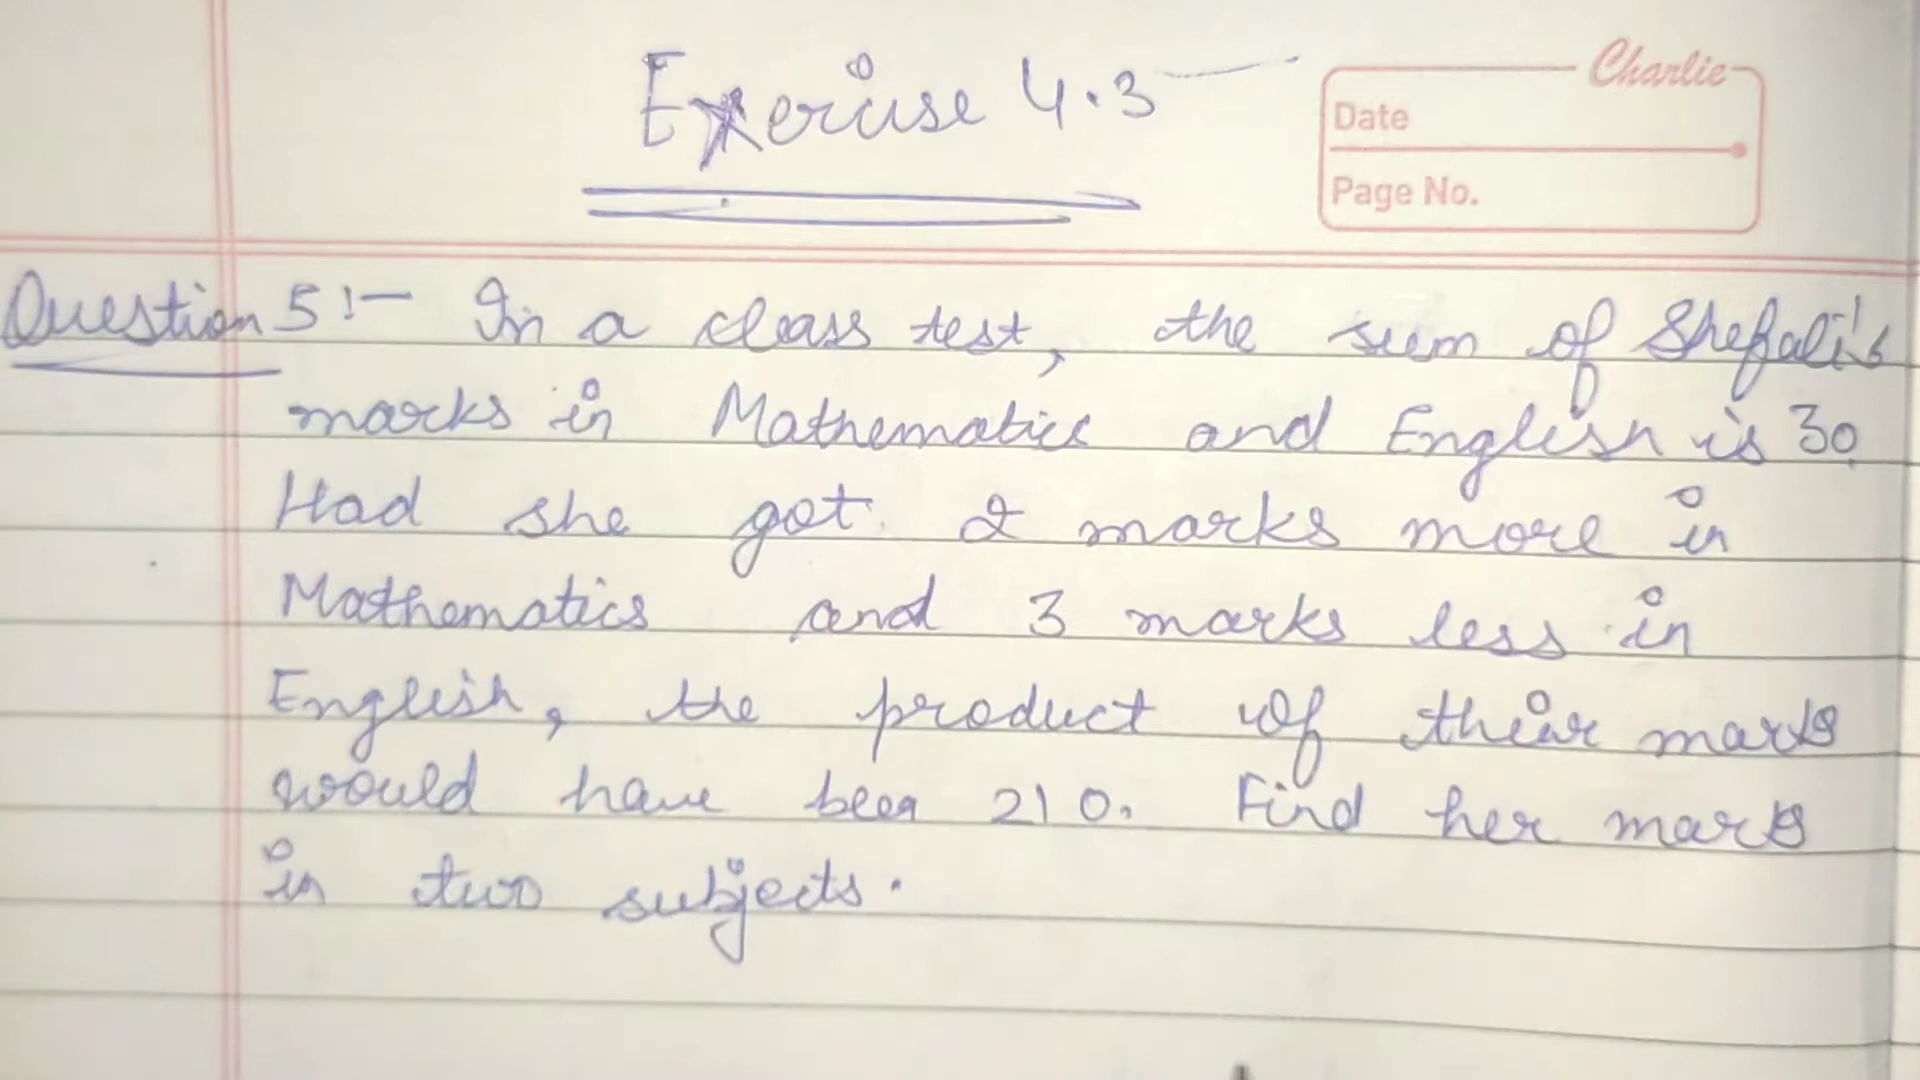 Exercise 4.3
Charlie
Date
Page No.
Question 5:- In a class test, the sum of Shefali's
marks in Mathematics and English is 30.
Had she got 2 marks more in
Mathematics and 3 marks less in
English, the product of their marks
would have been 210. Find her marks
in two subjects.